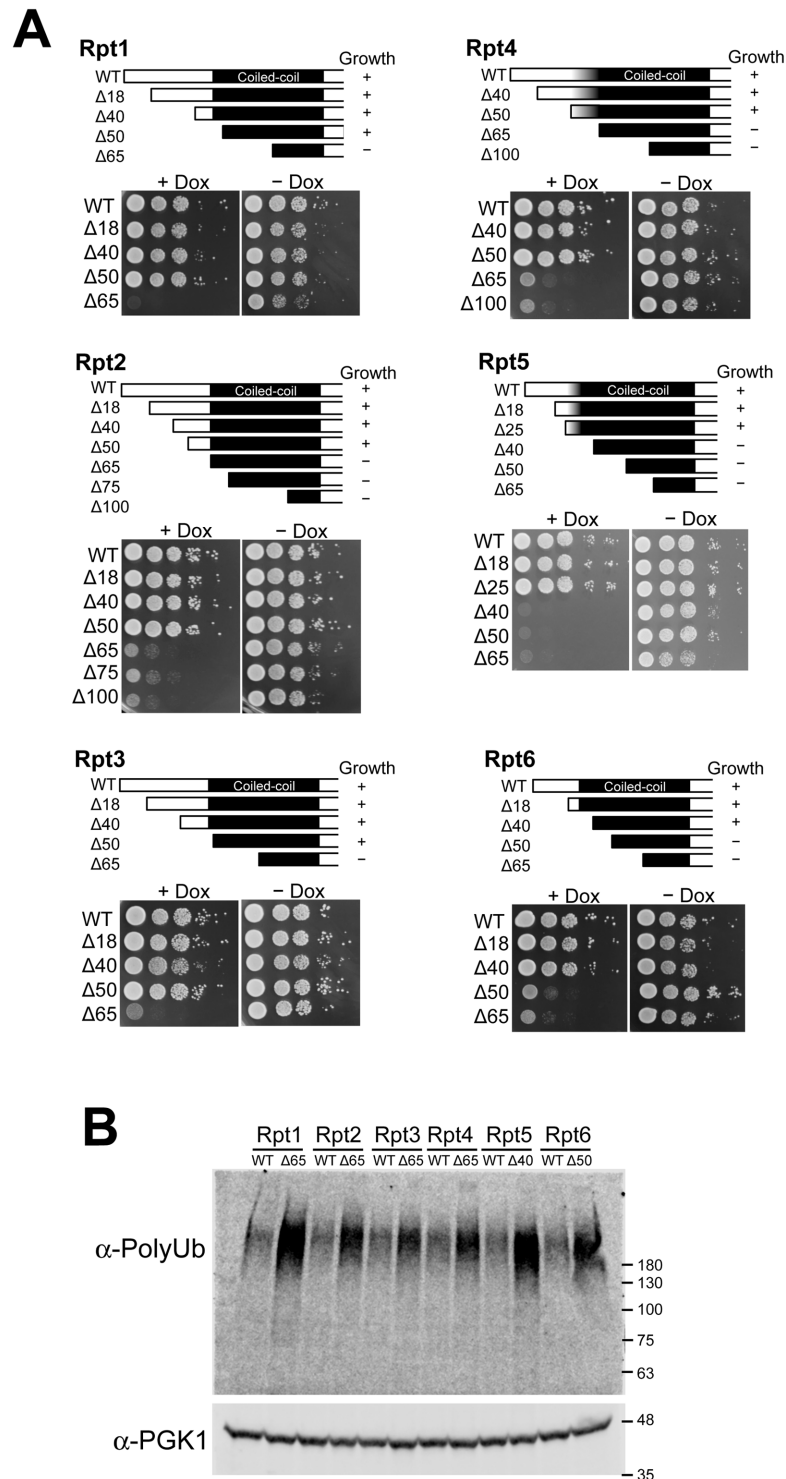 A
Rpt1
Growth
WT Coiled-coil +
Δ18 +
Δ40 +
Δ50 +
Δ65 −
+ Dox − Dox
WT
Δ18
Δ40
Δ50
Δ65
Rpt4
Growth
WT Coiled-coil +
Δ40 +
Δ50 +
Δ65 −
Δ100 −
+ Dox − Dox
WT
Δ40
Δ50
Δ65
Δ100
Rpt2
Growth
WT Coiled-coil +
Δ18 +
Δ40 +
Δ50 +
Δ65 −
Δ75 −
Δ100 −
+ Dox − Dox
WT
Δ18
Δ40
Δ50
Δ65
Δ75
Δ100
Rpt5
Growth
WT Coiled-coil +
Δ18 +
Δ25 +
Δ40 −
Δ50 −
Δ65 −
+ Dox − Dox
WT
Δ18
Δ25
Δ40
Δ50
Δ65
Rpt3
Growth
WT Coiled-coil +
Δ18 +
Δ40 +
Δ50 +
Δ65 −
+ Dox − Dox
WT
Δ18
Δ40
Δ50
Δ65
Rpt6
Growth
WT Coiled-coil +
Δ18 +
Δ40 +
Δ50 −
Δ65 −
+ Dox − Dox
WT
Δ18
Δ40
Δ50
Δ65
B
Rpt1 Rpt2 Rpt3 Rpt4 Rpt5 Rpt6
WT Δ65 WT Δ65 WT Δ65 WT Δ65 WT Δ40 WT Δ50
α-PolyUb
180
130
100
75
63
α-PGK1
48
35